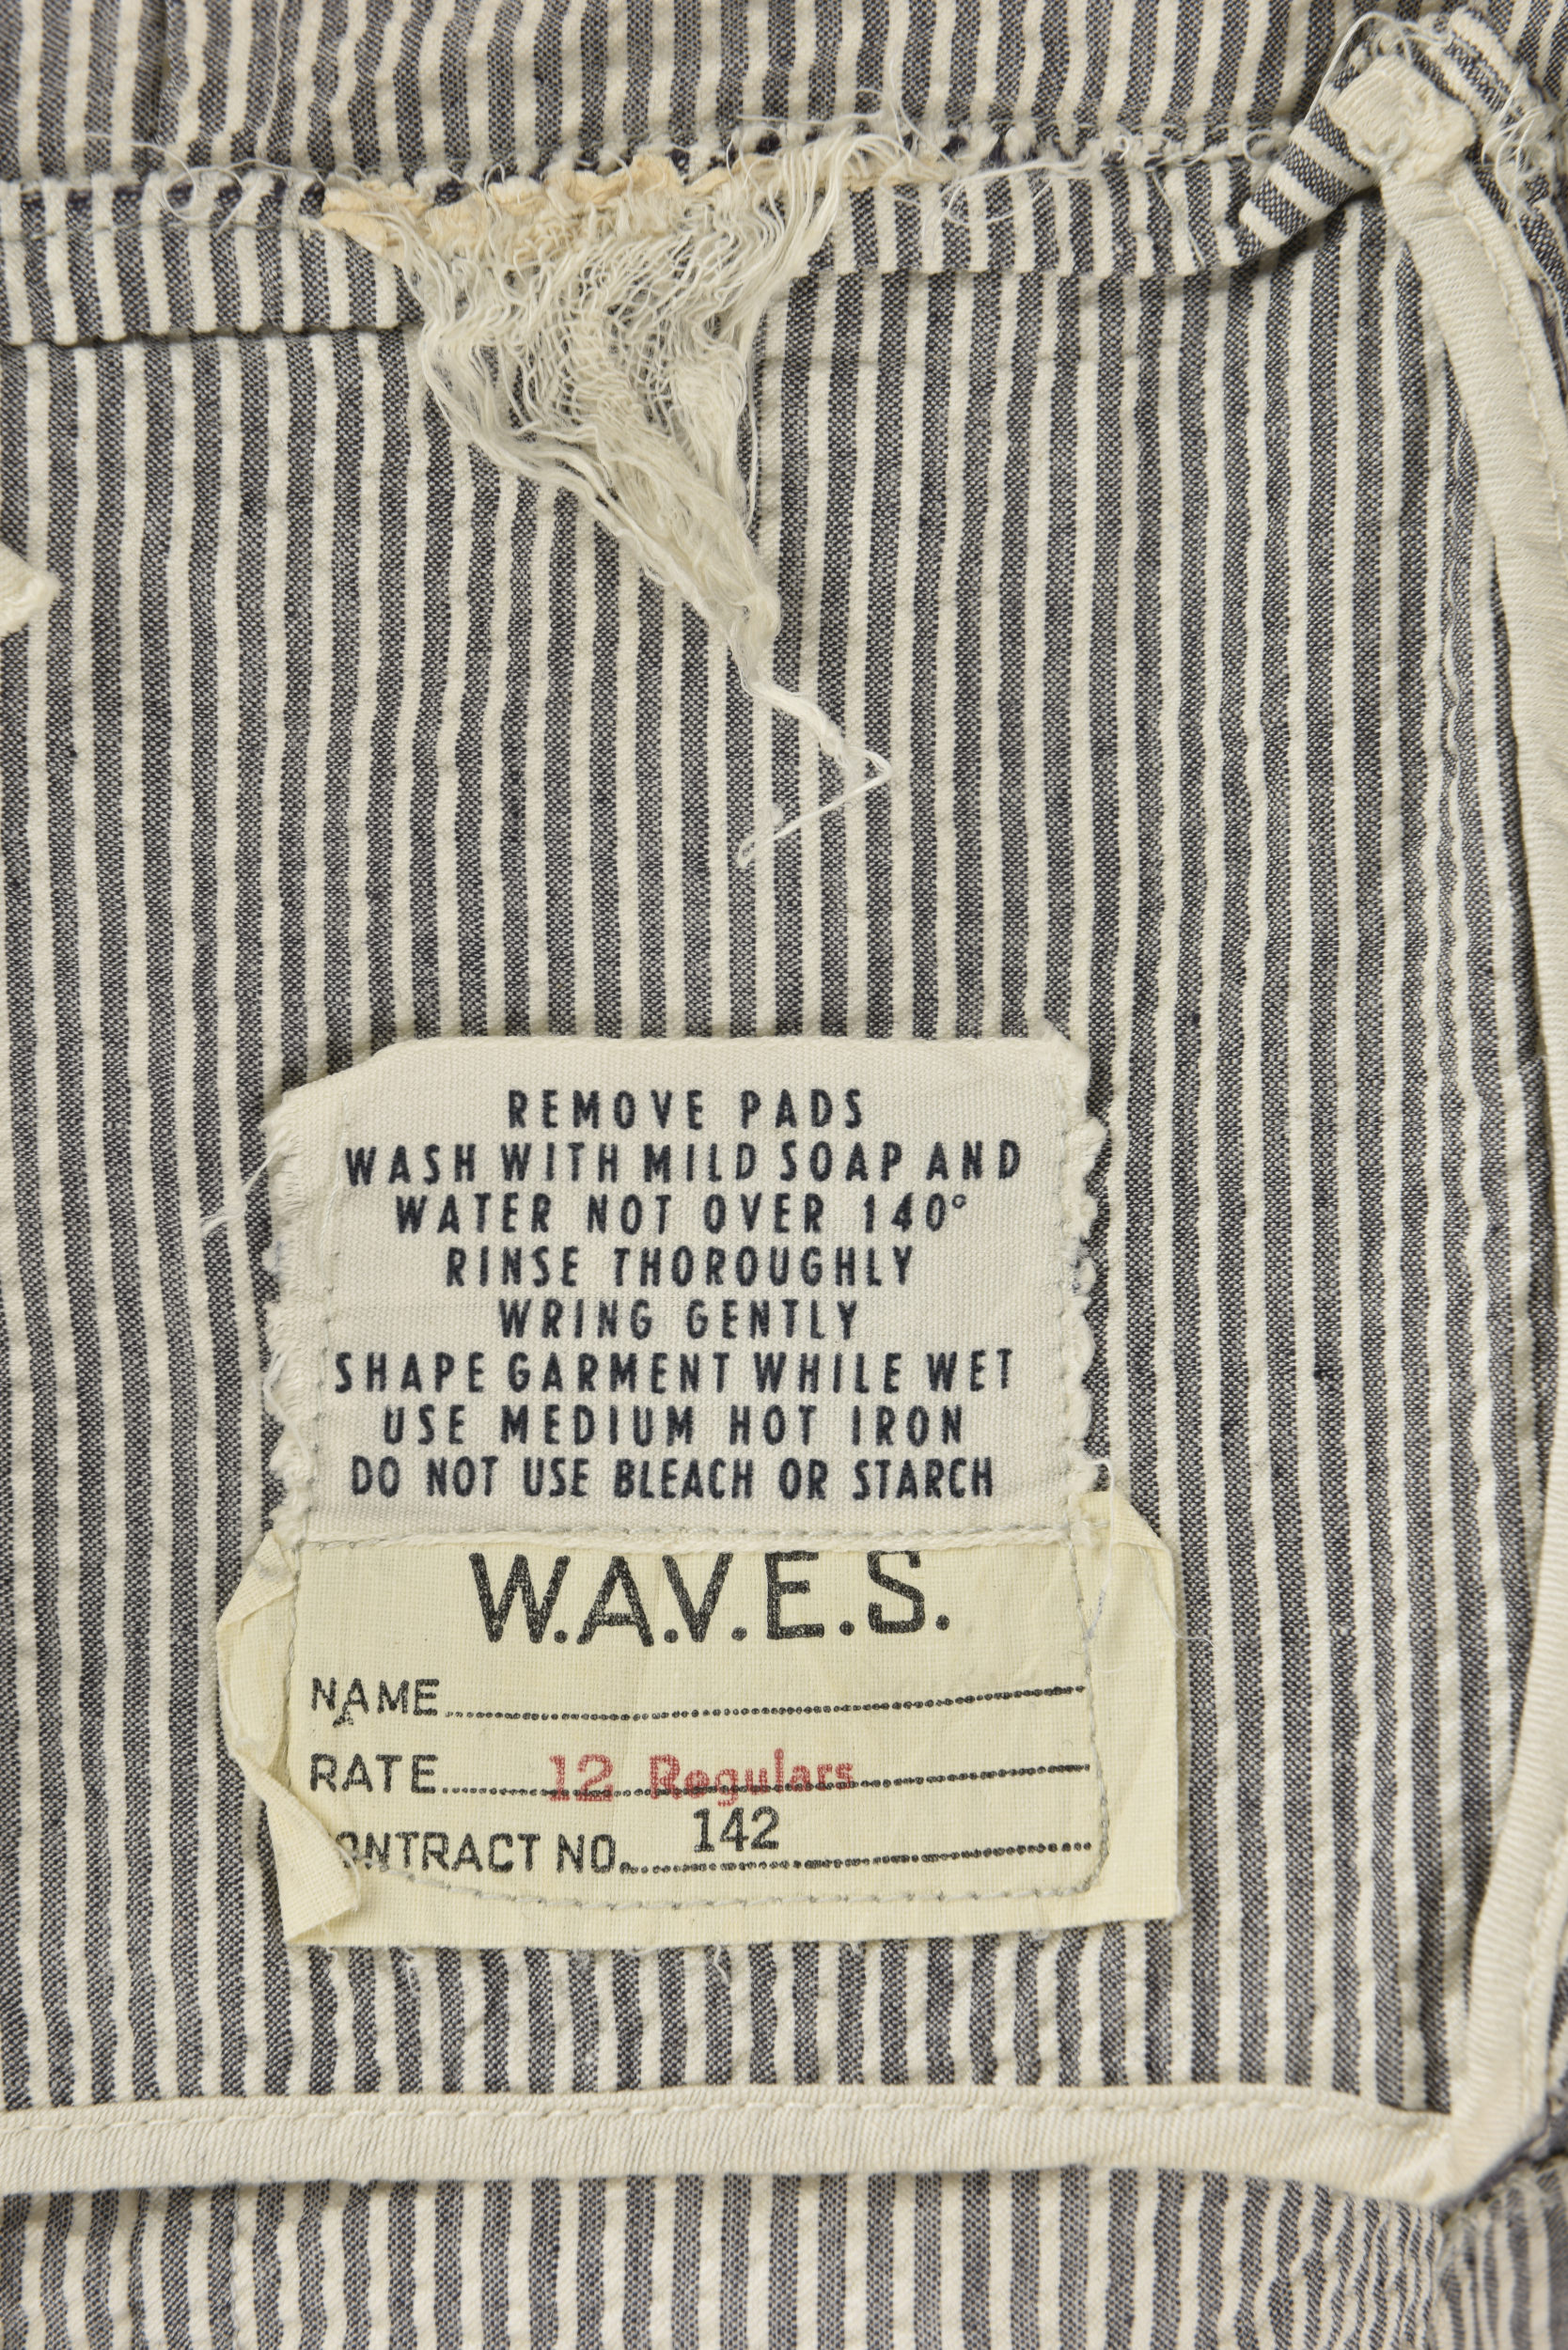 REMOVE PADS
WASH WITH MILD SOAP AND
WATER NOT OVER 140°
RINSE THOROUGHLY
WRING GENTLY
SHAPE GARMENT WHILE WET
USE MEDIUM HOT IRON
DO NOT USE BLEACH OR STARCH
W.A.V.E.S.
NAME
RATE 12 Regulars
ONTRACT NO. 142